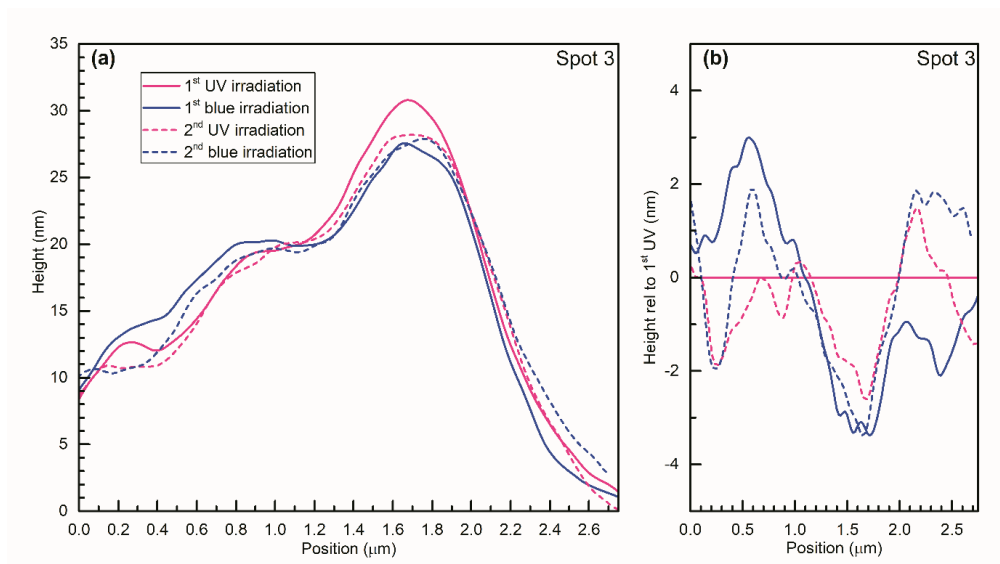 (a)
Spot 3
1st UV irradiation
1st blue irradiation
2nd UV irradiation
2nd blue irradiation
35
30
25
20
15
10
5
0
Height (nm)
0.0 0.2 0.4 0.6 0.8 1.0 1.2 1.4 1.6 1.8 2.0 2.2 2.4 2.6
Position (μm)
(b)
Spot 3
4
2
0
-2
-4
Height rel to 1st UV (nm)
0.0 0.5 1.0 1.5 2.0 2.5
Position (μm)